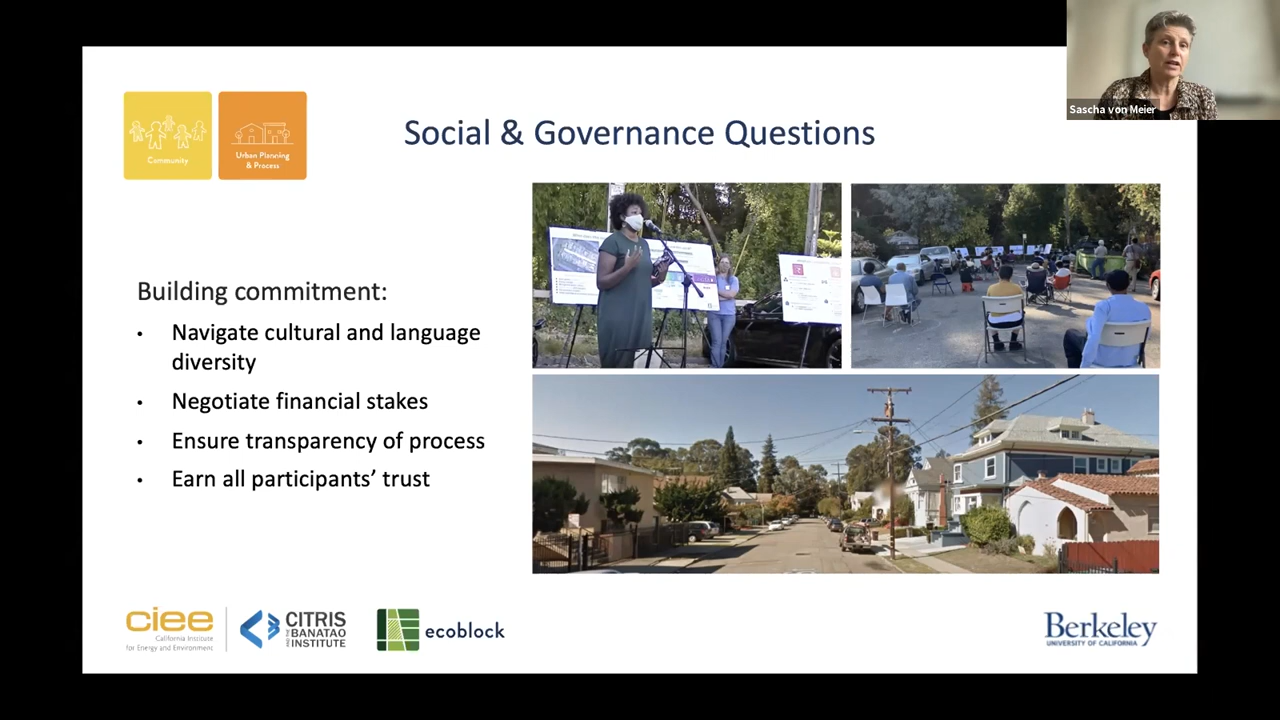 Sascha von Meier
Community
Urban Planning
& Process
Social & Governance Questions
Building commitment:
• Navigate cultural and language
diversity
• Negotiate financial stakes
• Ensure transparency of process
• Earn all participants’ trust
ciee
California Institute
for Energy and Environment
CITRIS
AND THE
BANATAO
INSTITUTE
ecoblock
Berkeley
UNIVERSITY OF CALIFORNIA